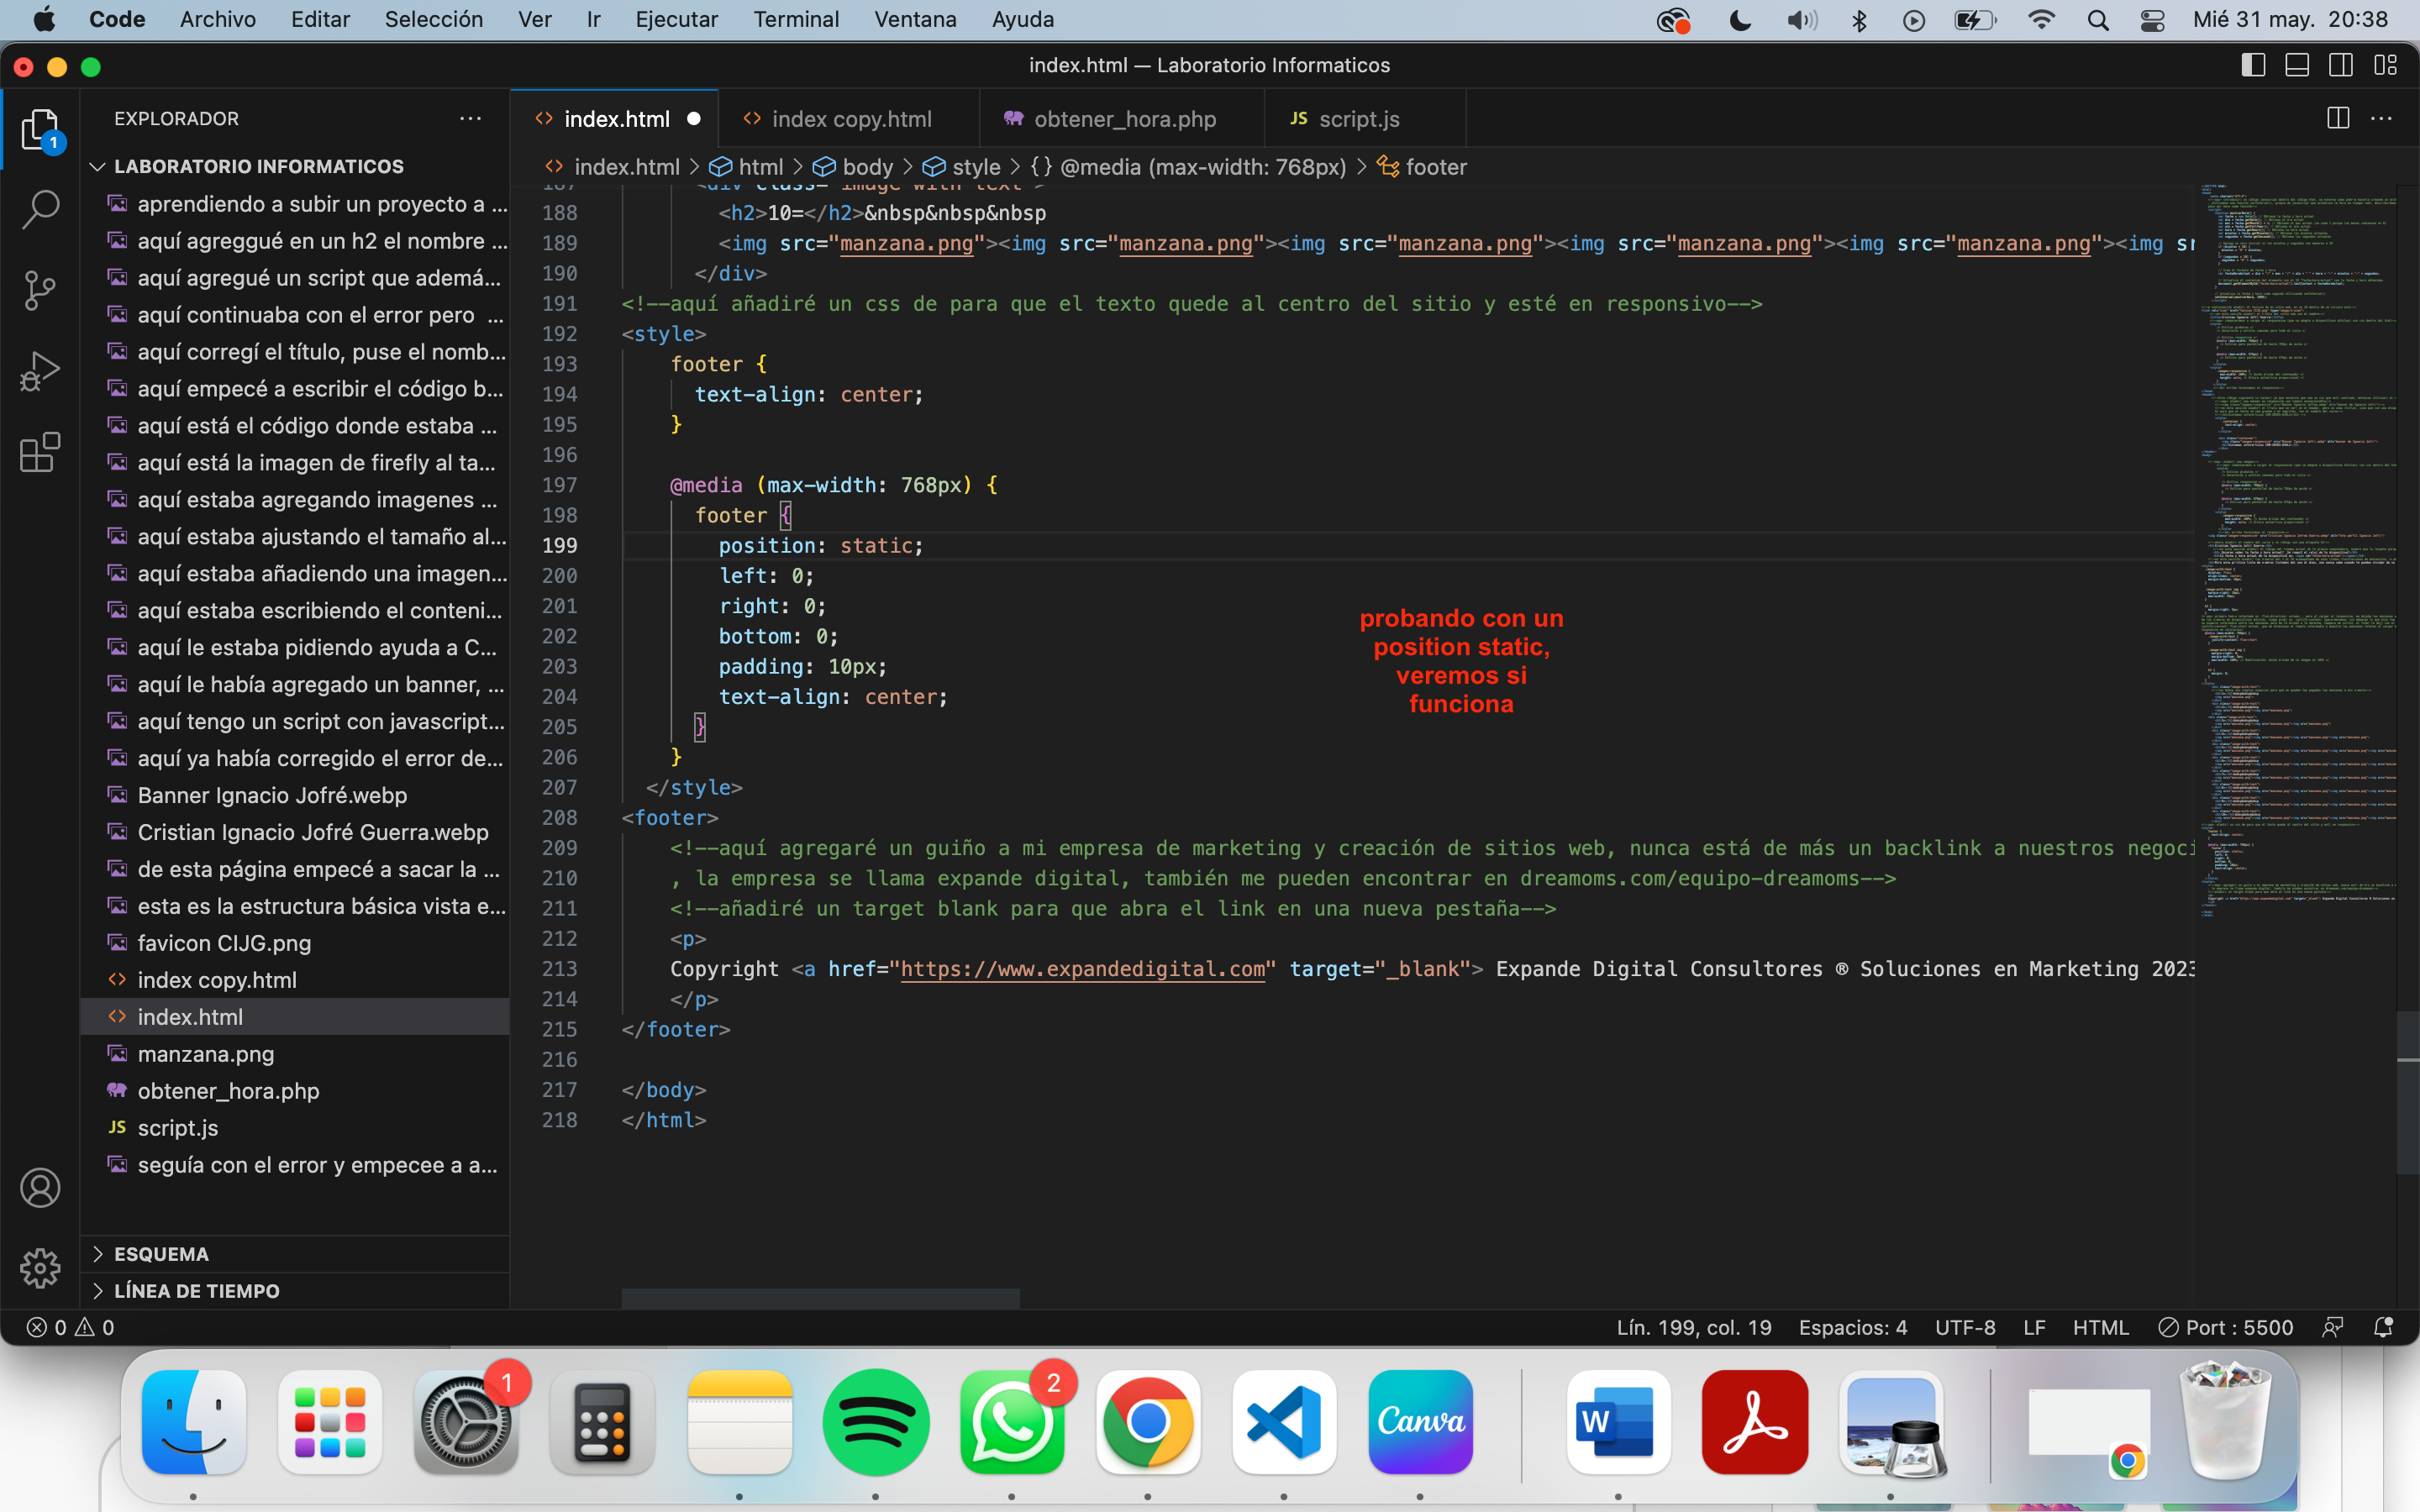 Code Archivo Editar Selección Ver Ir Ejecutar Terminal Ventana Ayuda Mié 31 may. 20:38
index.html — Laboratorio Informaticos
EXPLORADOR
index.html index copy.html obtener_hora.php JS script.js
index.html > html > body > style > {} @media (max-width: 768px) > footer
1
LABORATORIO INFORMATICOS
aprendiendo a subir un proyecto a ...
aquí agreggué en un h2 el nombre ...
aquí agregué un script que ademá...
aquí continuaba con el error pero ...
aquí corregí el título, puse el nomb...
aquí empecé a escribir el código b...
aquí está el código donde estaba ...
aquí está la imagen de firefly al ta...
aquí estaba agregando imagenes ...
aquí estaba ajustando el tamaño al...
aquí estaba añadiendo una imagen...
aquí estaba escribiendo el conteni...
aquí le estaba pidiendo ayuda a C...
aquí le había agregado un banner, ...
aquí tengo un script con javascript...
aquí ya había corregido el error de...
Banner Ignacio Jofré.webp
Cristian Ignacio Jofré Guerra.webp
de esta página empecé a sacar la ...
esta es la estructura básica vista e...
favicon CIJG.png
index copy.html
index.html
manzana.png
obtener_hora.php
JS script.js
seguía con el error y empecee a a...
ESQUEMA
LÍNEA DE TIEMPO
187 <div class="image-with-text">
188 <h2>10=</h2>&nbsp&nbsp&nbsp
189 <img src="manzana.png"><img src="manzana.png"><img src="manzana.png"><img src="manzana.png"><img src="manzana.png"><img sr
190 </div>
191 <!--aquí añadiré un css de para que el texto quede al centro del sitio y esté en responsivo-->
192 <style>
193 footer {
194 text-align: center;
195 }
196
197 @media (max-width: 768px) {
198 footer {
199 position: static;
200 left: 0;
201 right: 0;
202 bottom: 0;
203 padding: 10px;
204 text-align: center;
205 }
206 }
207 </style>
208 <footer>
209 <!--aquí agregaré un guiño a mi empresa de marketing y creación de sitios web, nunca está de más un backlink a nuestros negoci
210 , la empresa se llama expande digital, también me pueden encontrar en dreamoms.com/equipo-dreamoms-->
211 <!--añadiré un target blank para que abra el link en una nueva pestaña-->
212 <p>
213 Copyright <a href="https://www.expandedigital.com" target="_blank"> Expande Digital Consultores ® Soluciones en Marketing 2023
214 </p>
215 </footer>
216
217 </body>
218 </html>
probando con un
position static,
veremos si
funciona
0 0 Lín. 199, col. 19 Espacios: 4 UTF-8 LF HTML Port : 5500
1
2
Canva
W